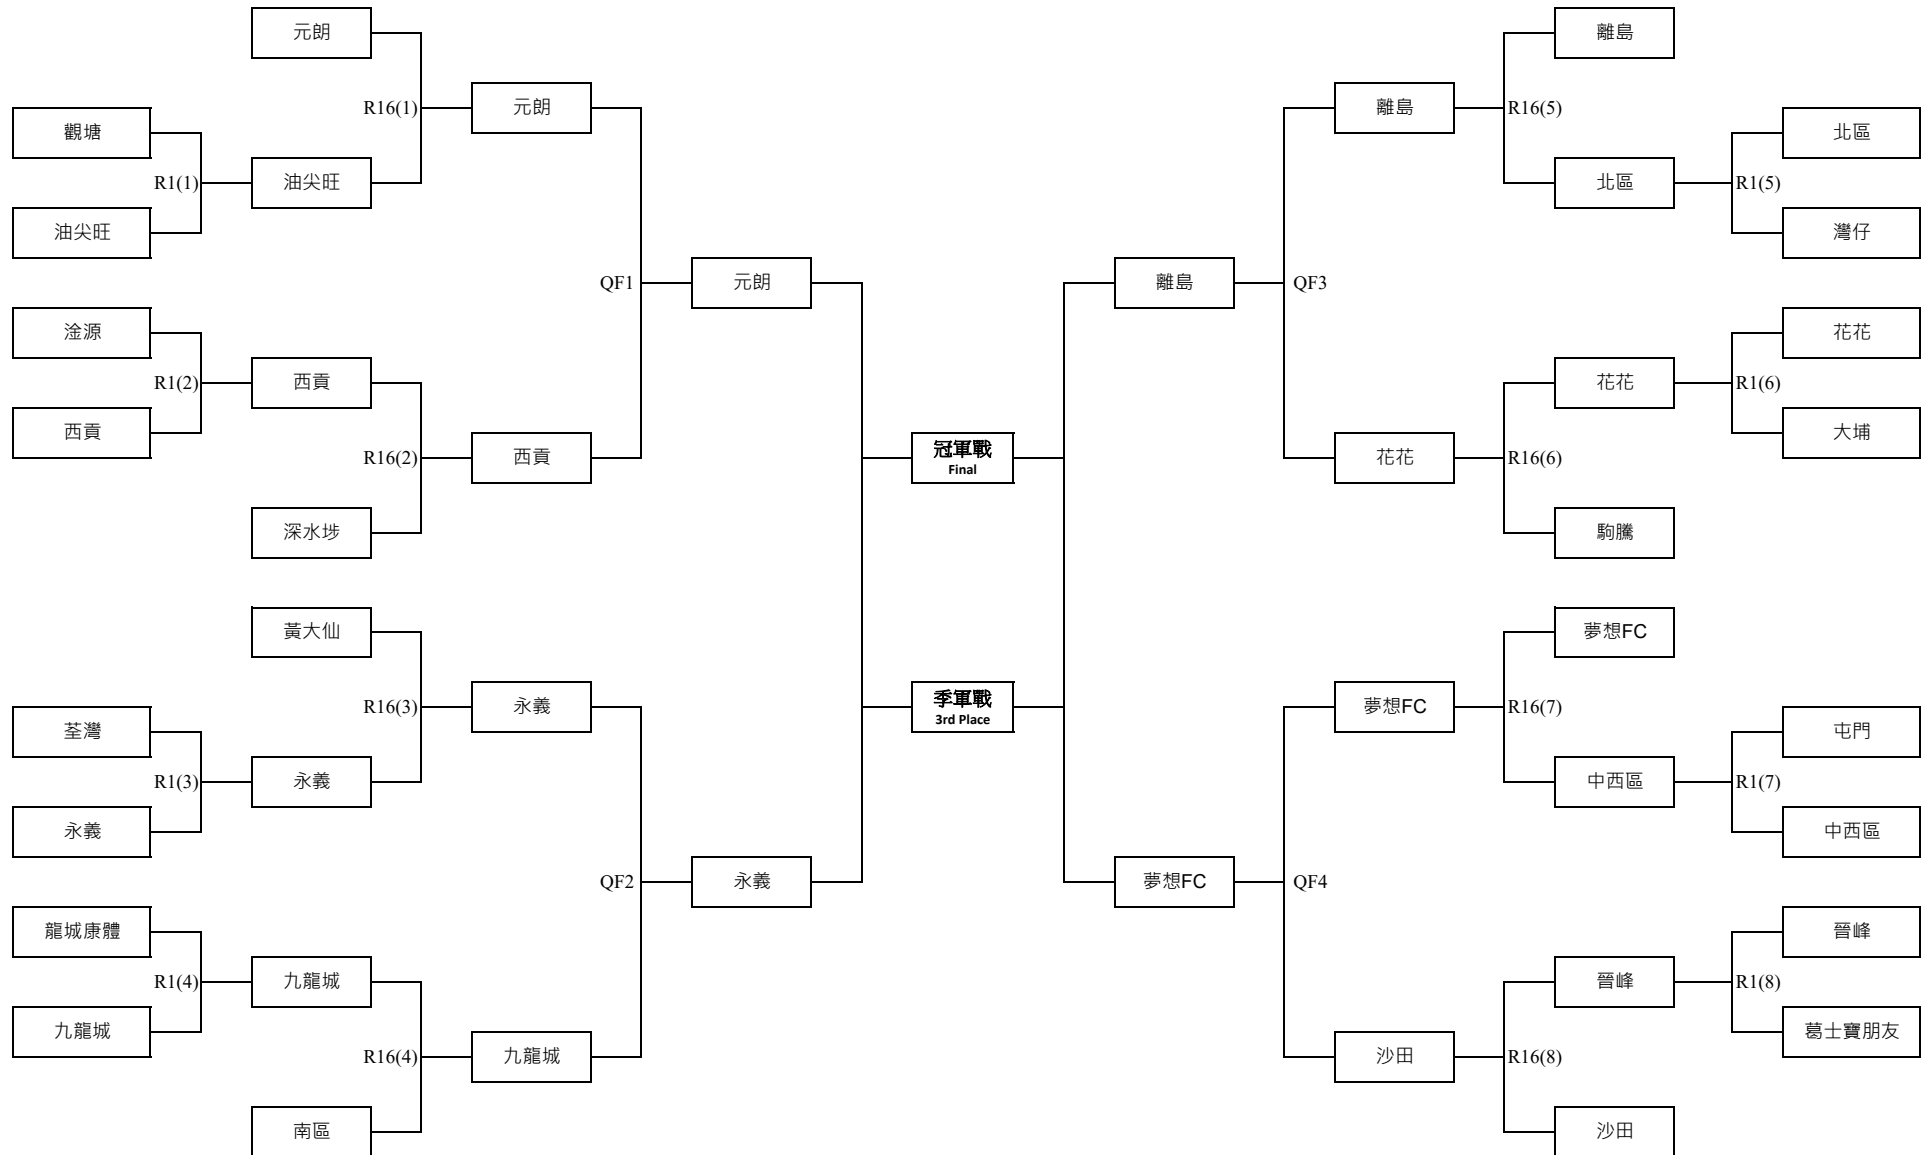 元朗
離島
R16(1)
元朗
離島
R16(5)
觀塘
北區
R1(1)
油尖旺
北區
R1(5)
油尖旺
灣仔
QF1
元朗
離島
QF3
淦源
花花
R1(2)
西貢
花花
R1(6)
西貢
大埔
R16(2)
西貢
冠軍戰
Final
花花
R16(6)
深水埗
駒騰
黃大仙
夢想FC
R16(3)
永義
季軍戰
3rd Place
夢想FC
R16(7)
荃灣
屯門
R1(3)
永義
中西區
R1(7)
永義
中西區
QF2
永義
夢想FC
QF4
龍城康體
晉峰
R1(4)
九龍城
晉峰
R1(8)
九龍城
葛士寶朋友
R16(4)
九龍城
沙田
R16(8)
南區
沙田